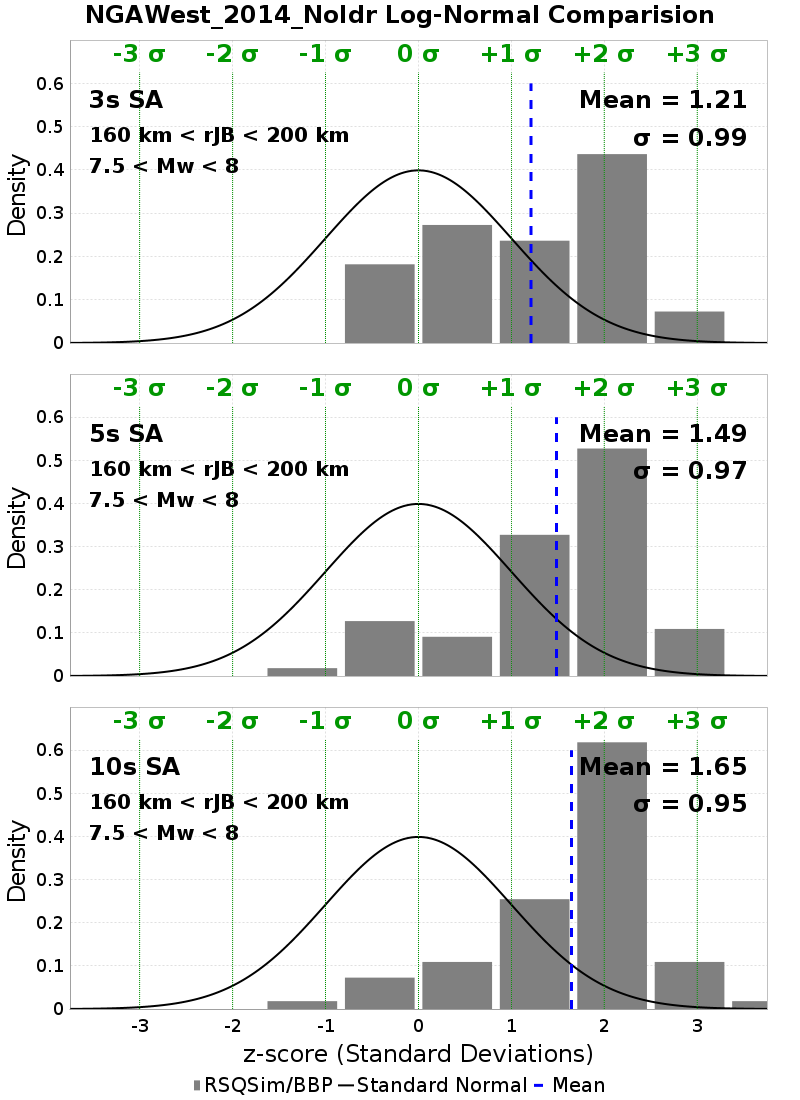 NGAWest_2014_NoIdr Log-Normal Comparision
-3 σ -2 σ -1 σ 0 σ +1 σ +2 σ +3 σ
0.6
3s SA Mean = 1.21
0.5
160 km < rJB < 200 km σ = 0.99
0.4
7.5 < Mw < 8
0.3
0.2
0.1
0
Density
-3 σ -2 σ -1 σ 0 σ +1 σ +2 σ +3 σ
0.6
5s SA Mean = 1.49
0.5
160 km < rJB < 200 km σ = 0.97
0.4
7.5 < Mw < 8
0.3
0.2
0.1
0
Density
-3 σ -2 σ -1 σ 0 σ +1 σ +2 σ +3 σ
0.6
10s SA Mean = 1.65
0.5
160 km < rJB < 200 km σ = 0.95
0.4
7.5 < Mw < 8
0.3
0.2
0.1
0
Density
-3 -2 -1 0 1 2 3
z-score (Standard Deviations)
RSQSim/BBP Standard Normal Mean